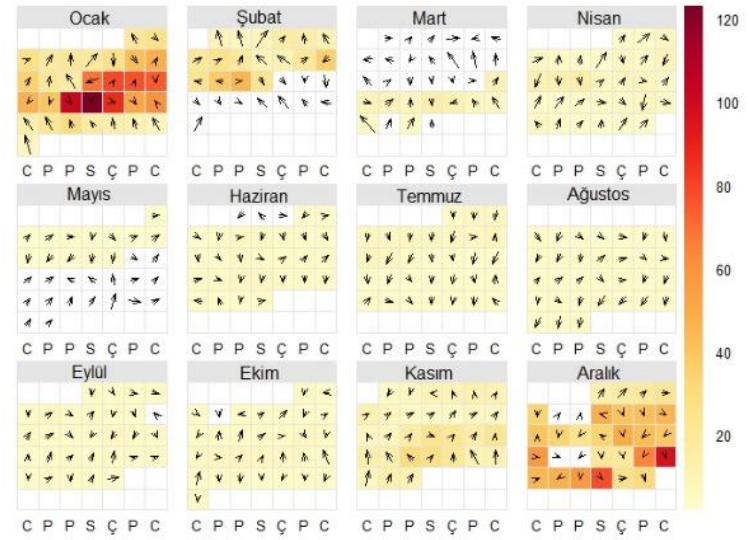 Ocak Şubat Mart Nisan
C P P S Ç P C C P P S Ç P C C P P S Ç P C C P P S Ç P C
Mayıs Haziran Temmuz Ağustos
C P P S Ç P C C P P S Ç P C C P P S Ç P C C P P S Ç P C
Eylül Ekim Kasım Aralık
C P P S Ç P C C P P S Ç P C C P P S Ç P C C P P S Ç P C
120
100
80
60
40
20